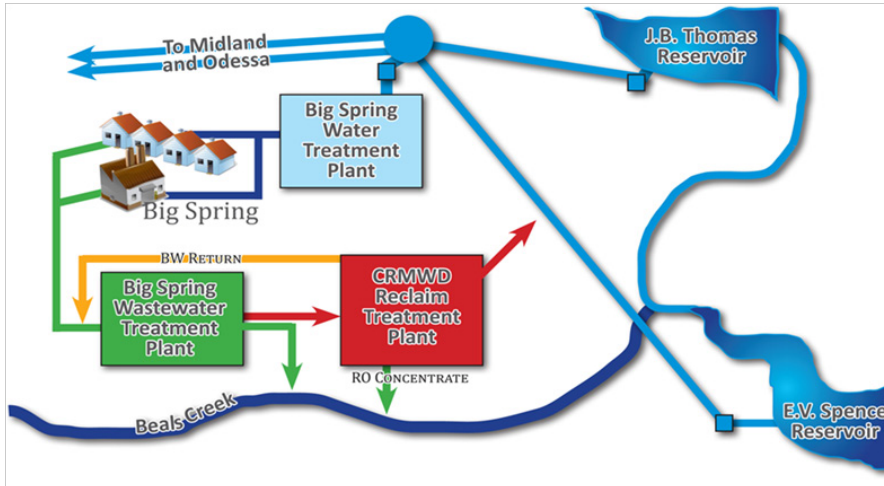 To Midland
and Odessa
J.B. Thomas
Reservoir
Big Spring
Water
Treatment
Plant
Big Spring
BW RETURN
Big Spring
Wastewater
Treatment
Plant
CRMWD
Reclaim
Treatment
Plant
RO CONCENTRATE
Beals Creek
E.V. Spence
Reservoir